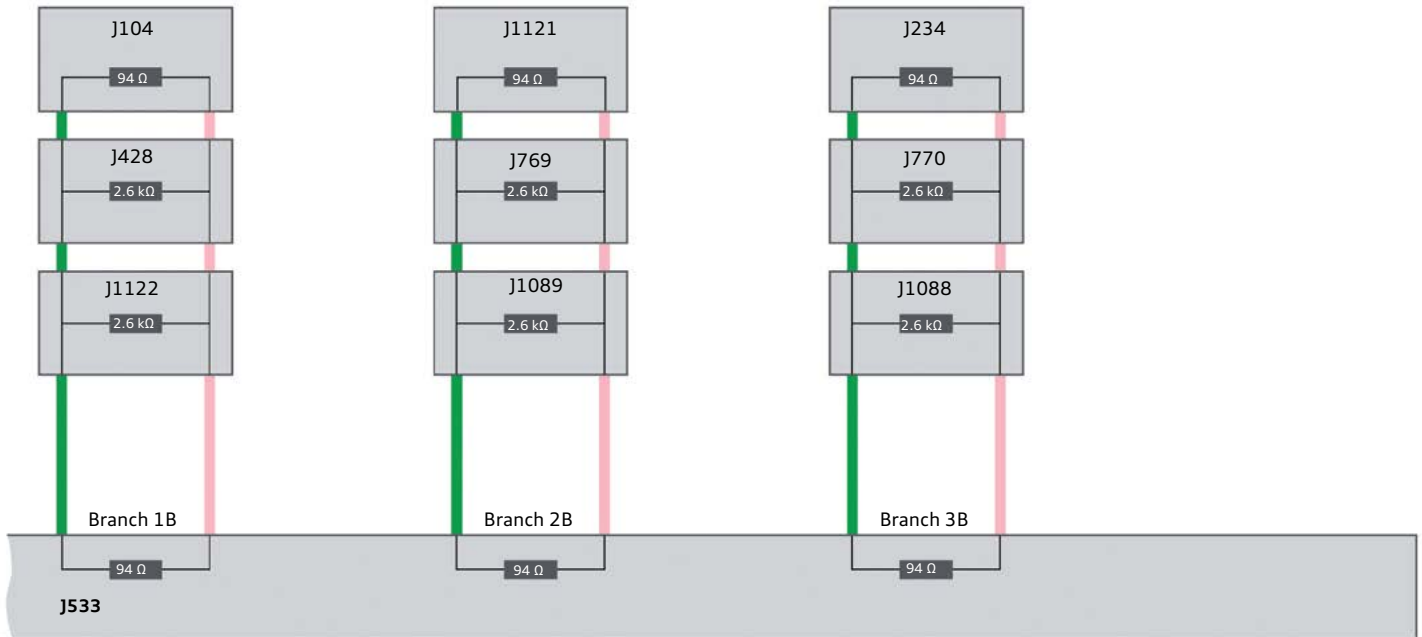 J104
J1121
J234
94 Ω
94 Ω
94 Ω
J428
J769
J770
2.6 kΩ
2.6 kΩ
2.6 kΩ
J1122
J1089
J1088
2.6 kΩ
2.6 kΩ
2.6 kΩ
Branch 1B
Branch 2B
Branch 3B
94 Ω
94 Ω
94 Ω
J533